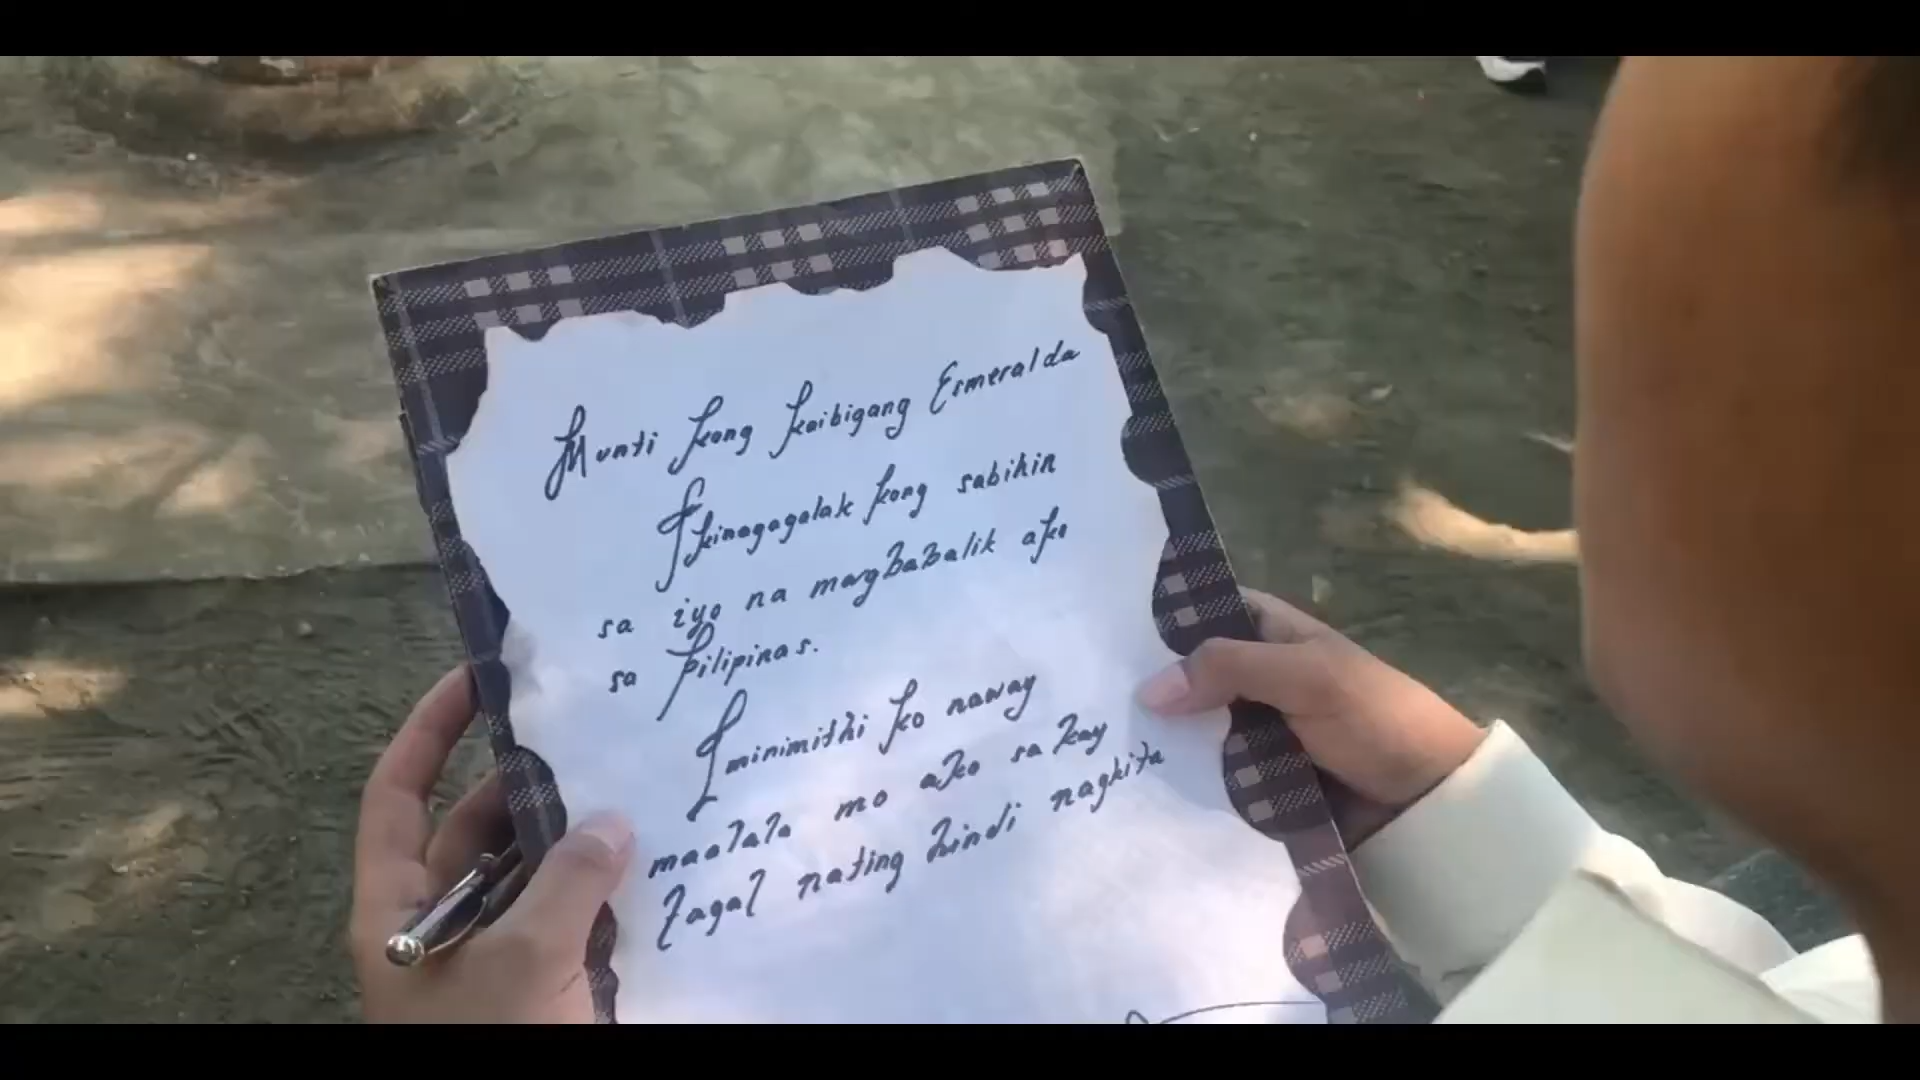 Munti kong kaibigang Esmeralda
Ikinagagalak kong sabihin
sa iyo na magbabalik ako
sa pilipinas.
Iminimithi ko naway
maalala mo ako sa kay
tagal nating hindi nagkita